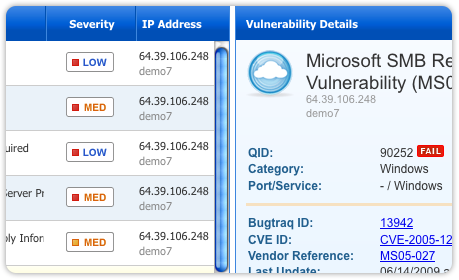 Severity
IP Address
LOW
64.39.106.248
demo7
MED
64.39.106.248
demo7
uired
LOW
64.39.106.248
demo7
Server Pr
MED
64.39.106.248
demo7
oly Infor
MED
64.39.106.248
demo7
Vulnerability Details
Microsoft SMB Re
Vulnerability (MS05
64.39.106.248
demo7
QID: 90252 FAIL
Category: Windows
Port/Service: - / Windows
Bugtraq ID: 13942
CVE ID: CVE-2005-12
Vendor Reference: MS05-027
Last Update: 06/14/2009 a